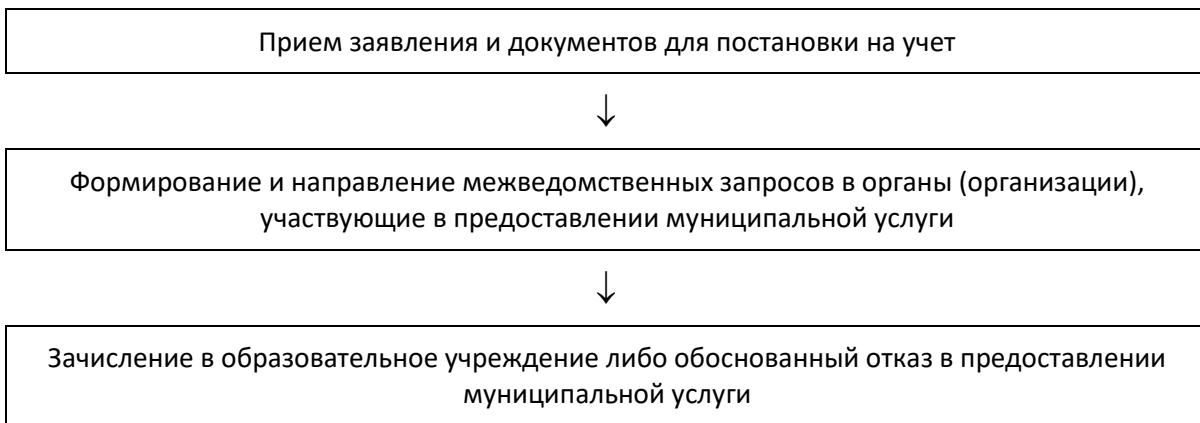 Прием заявления и документов для постановки на учет
↓
Формирование и направление межведомственных запросов в органы (организации),
участвующие в предоставлении муниципальной услуги
↓
Зачисление в образовательное учреждение либо обоснованный отказ в предоставлении
муниципальной услуги